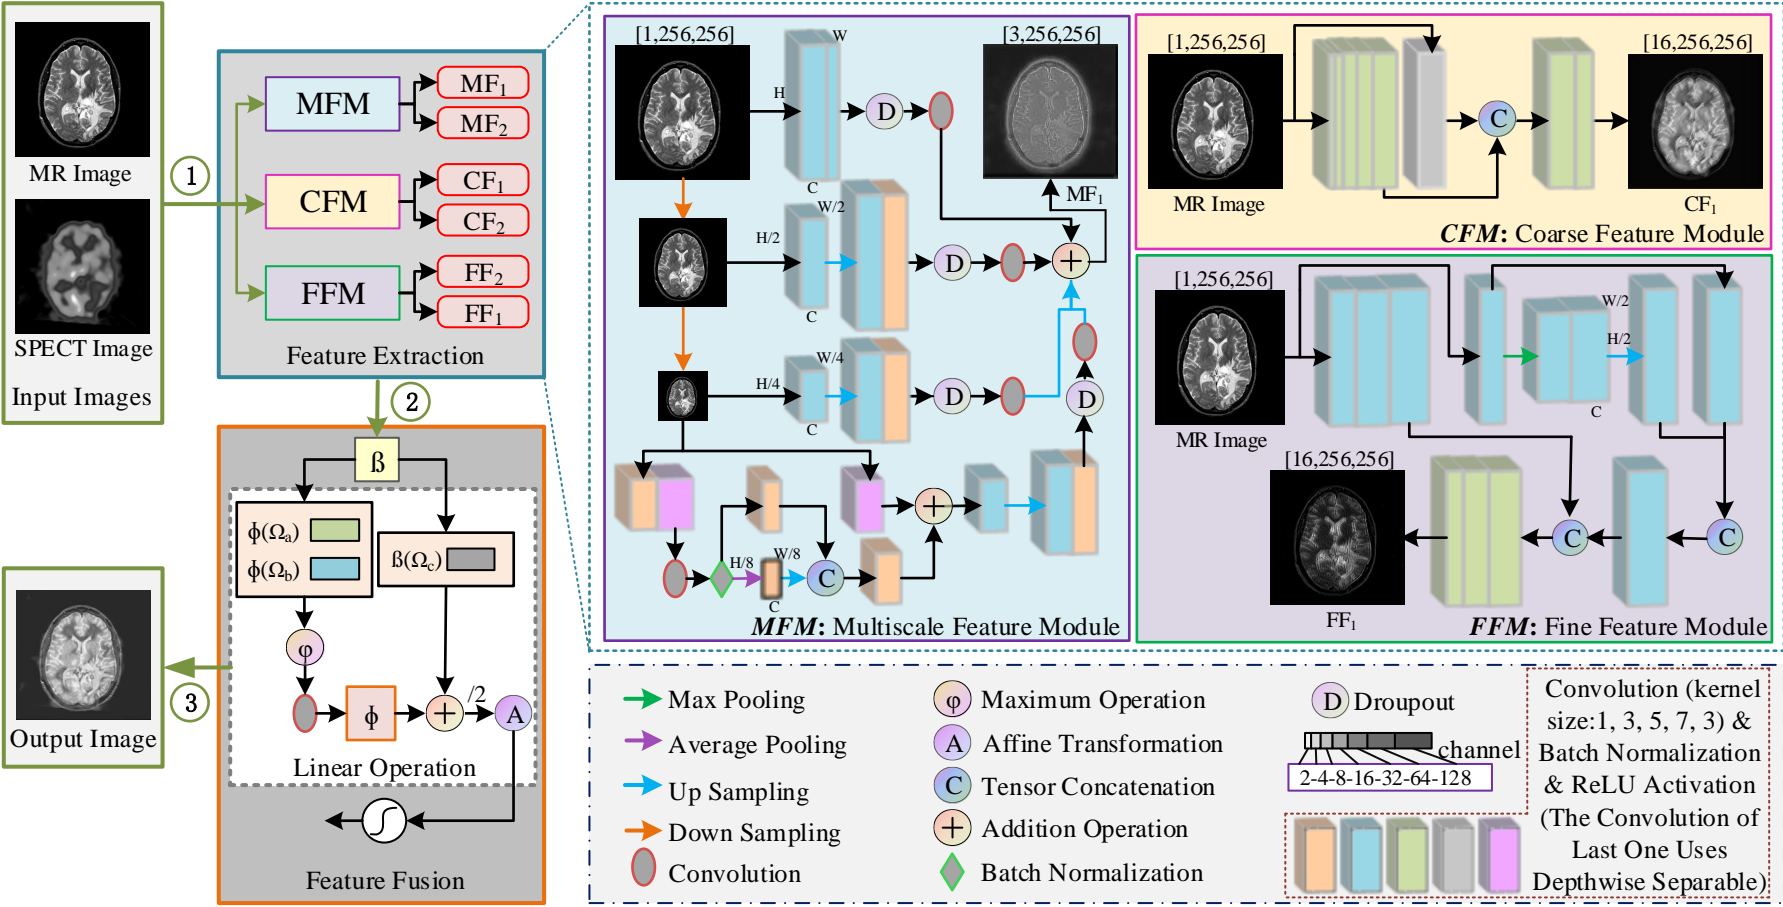 MR Image
SPECT Image
Input Images
1
MFM
MF1
MF2
CFM
CF1
CF2
FFM
FF2
FF1
Feature Extraction
2
ß
ϕ(Ωa)
ϕ(Ωb)
ß(Ωc)
φ
ϕ
+
/2
A
Linear Operation
Feature Fusion
3
Output Image
[1,256,256]
W
[3,256,256]
H
D
C
MF1
W/2
H/2
D
+
C
W/4
H/4
D
D
C
+
H/8
W/8
C
C
MFM: Multiscale Feature Module
[1,256,256]
[16,256,256]
C
MR Image
CF1
CFM: Coarse Feature Module
[1,256,256]
W/2
H/2
C
MR Image
[16,256,256]
C
C
FF1
FFM: Fine Feature Module
Max Pooling
Average Pooling
Up Sampling
Down Sampling
Convolution
φ Maximum Operation
A Affine Transformation
C Tensor Concatenation
+ Addition Operation
Batch Normalization
D Droupout
channel
2-4-8-16-32-64-128
Convolution (kernel
size:1, 3, 5, 7, 3) &
Batch Normalization
& ReLU Activation
(The Convolution of
Last One Uses
Depthwise Separable)